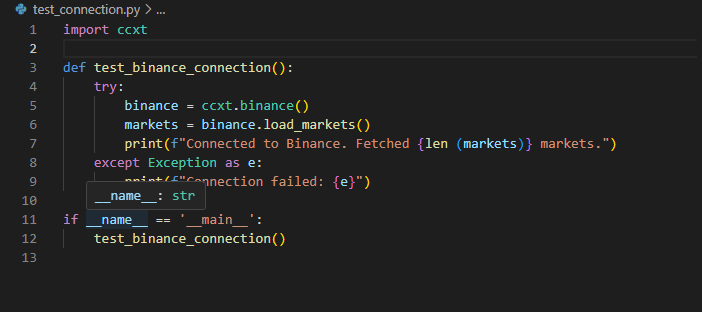 test_connection.py > ...
1 import ccxt
2
3 def test_binance_connection():
4 try:
5 binance = ccxt.binance()
6 markets = binance.load_markets()
7 print(f"Connected to Binance. Fetched {len (markets)} markets.")
8 except Exception as e:
9 print(f"Connection failed: {e}")
__name__: str
10
11 if __name__ == '__main__':
12 test_binance_connection()
13